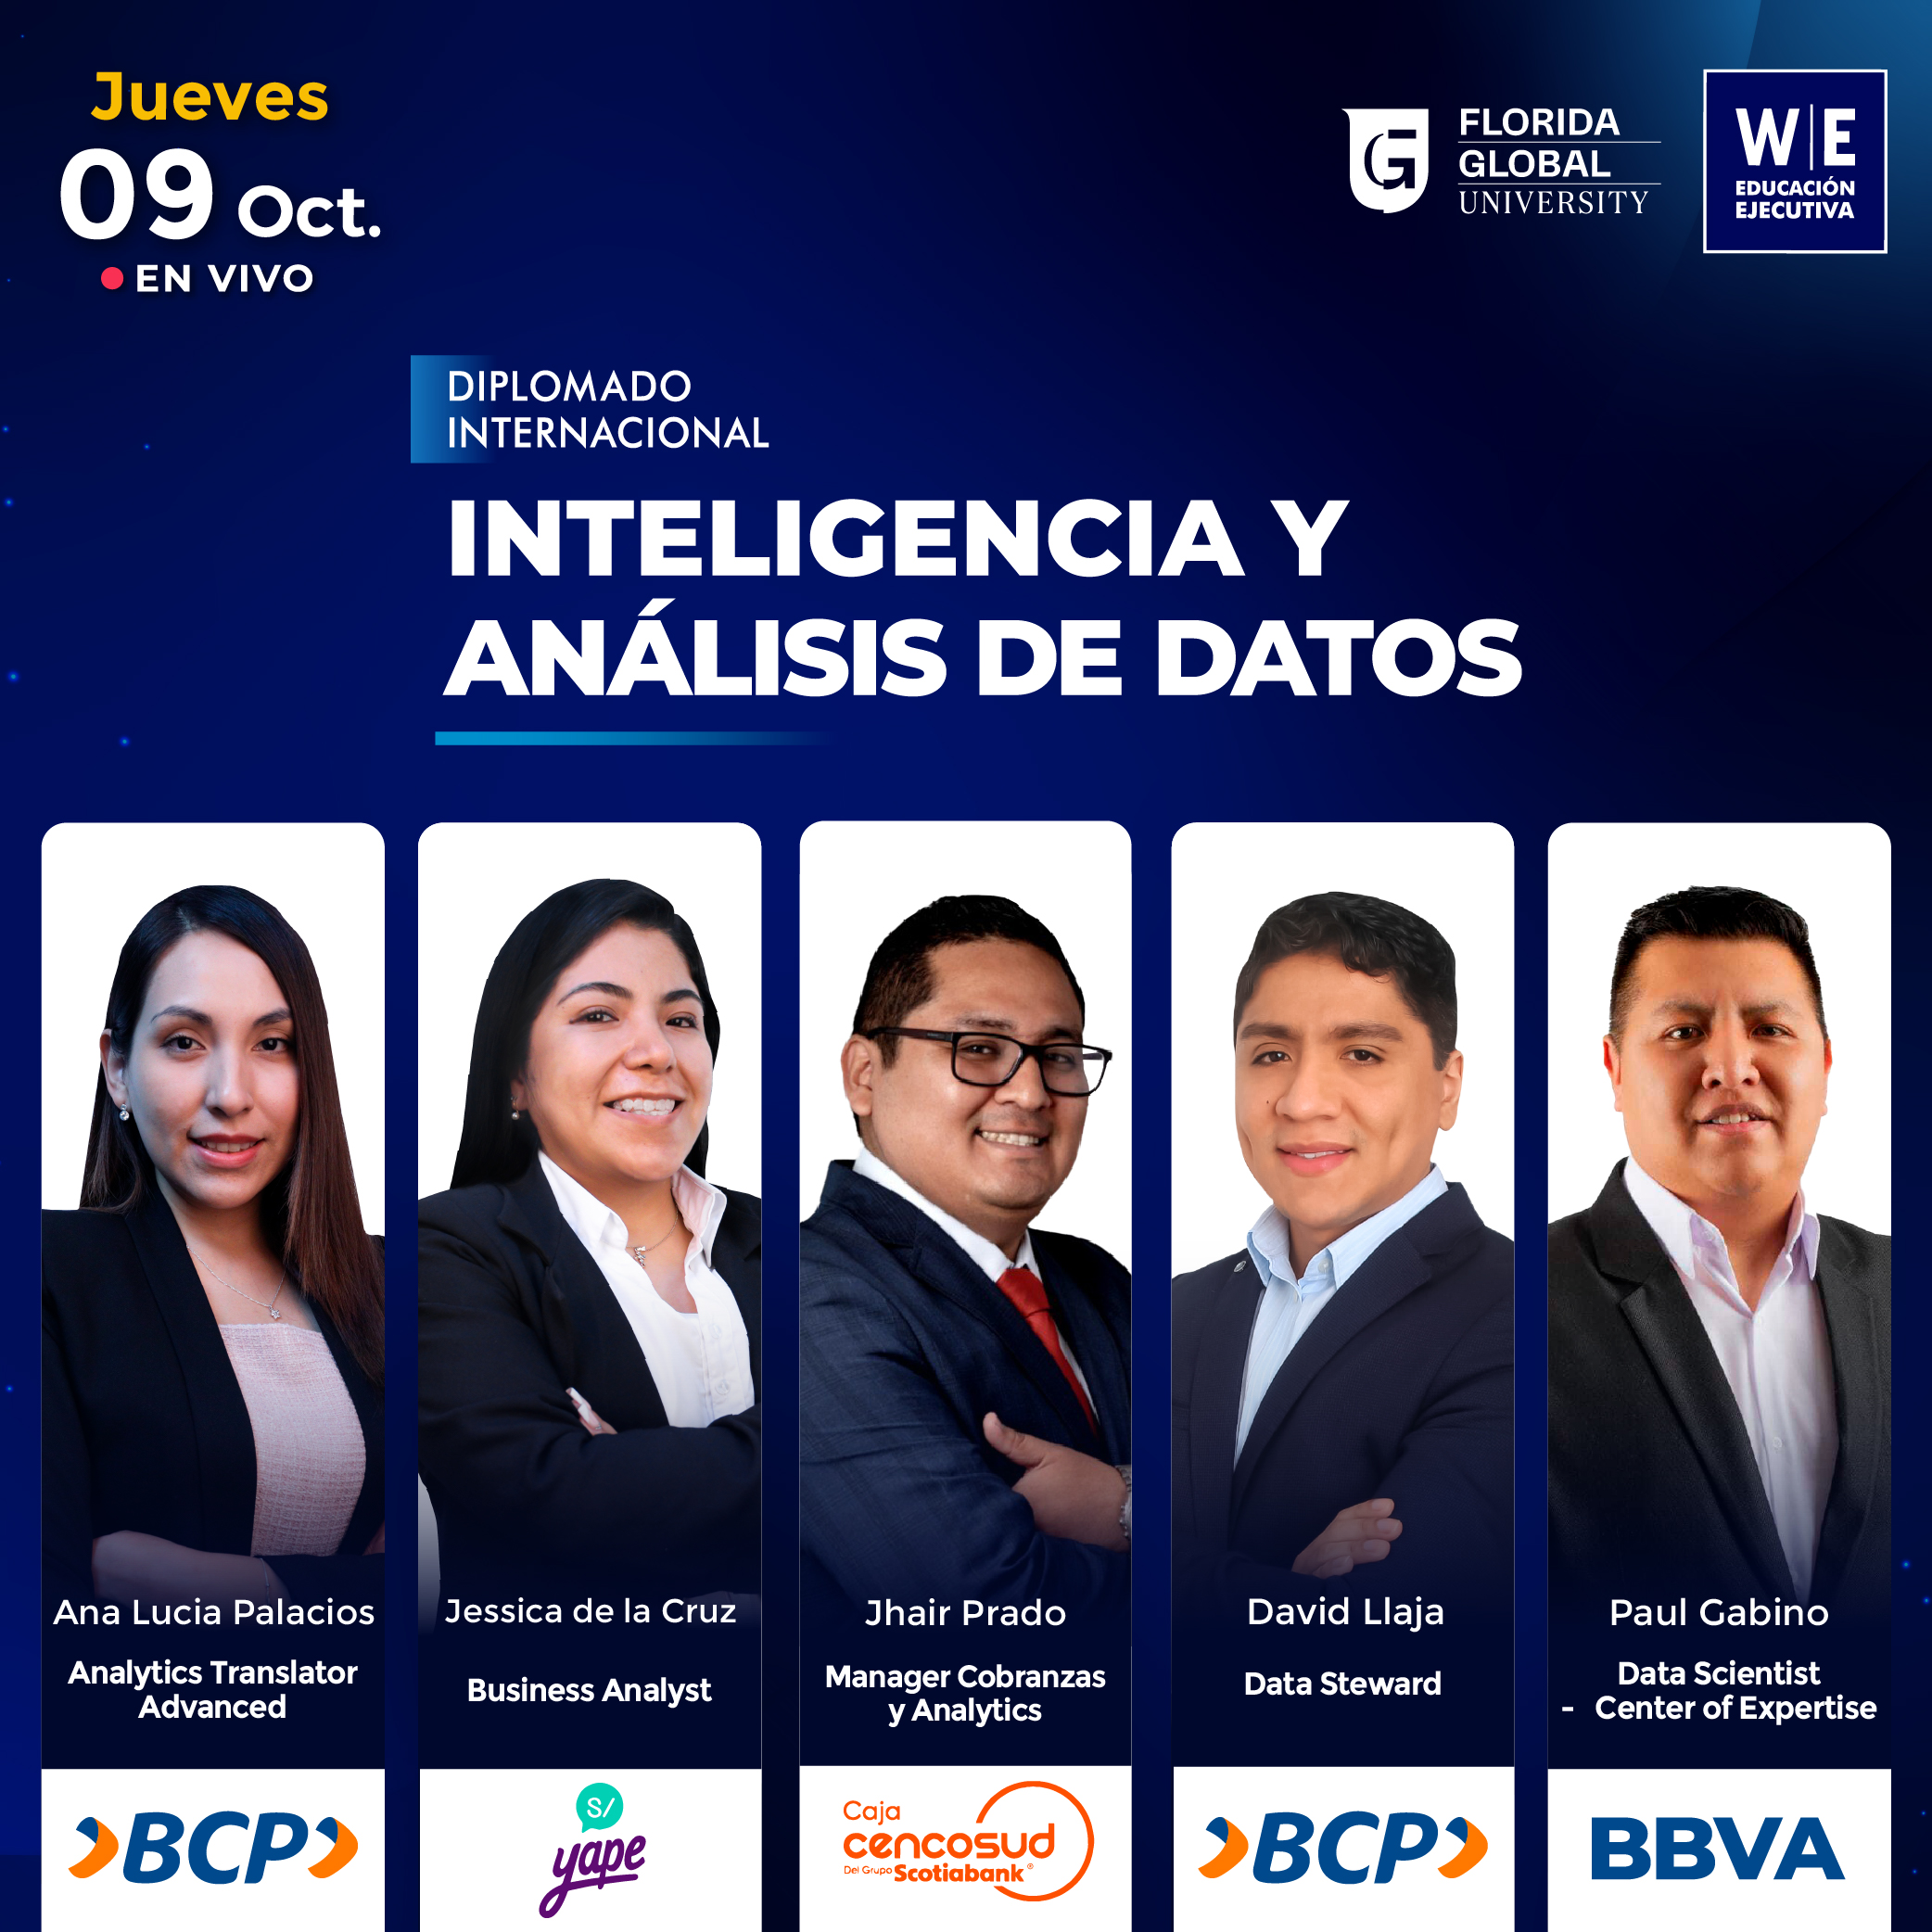 Jueves
09 Oct.
EN VIVO
FLORIDA
GLOBAL
UNIVERSITY
W|E
EDUCACIÓN
EJECUTIVA
DIPLOMADO
INTERNACIONAL
INTELIGENCIA Y
ANÁLISIS DE DATOS
Ana Lucia Palacios
Analytics Translator
Advanced
BCP
Jessica de la Cruz
Business Analyst
S/
yape
Jhair Prado
Manager Cobranzas
y Analytics
Caja
cencosud
Del Grupo Scotiabank®
David Llaja
Data Steward
BCP
Paul Gabino
Data Scientist
- Center of Expertise
BBVA